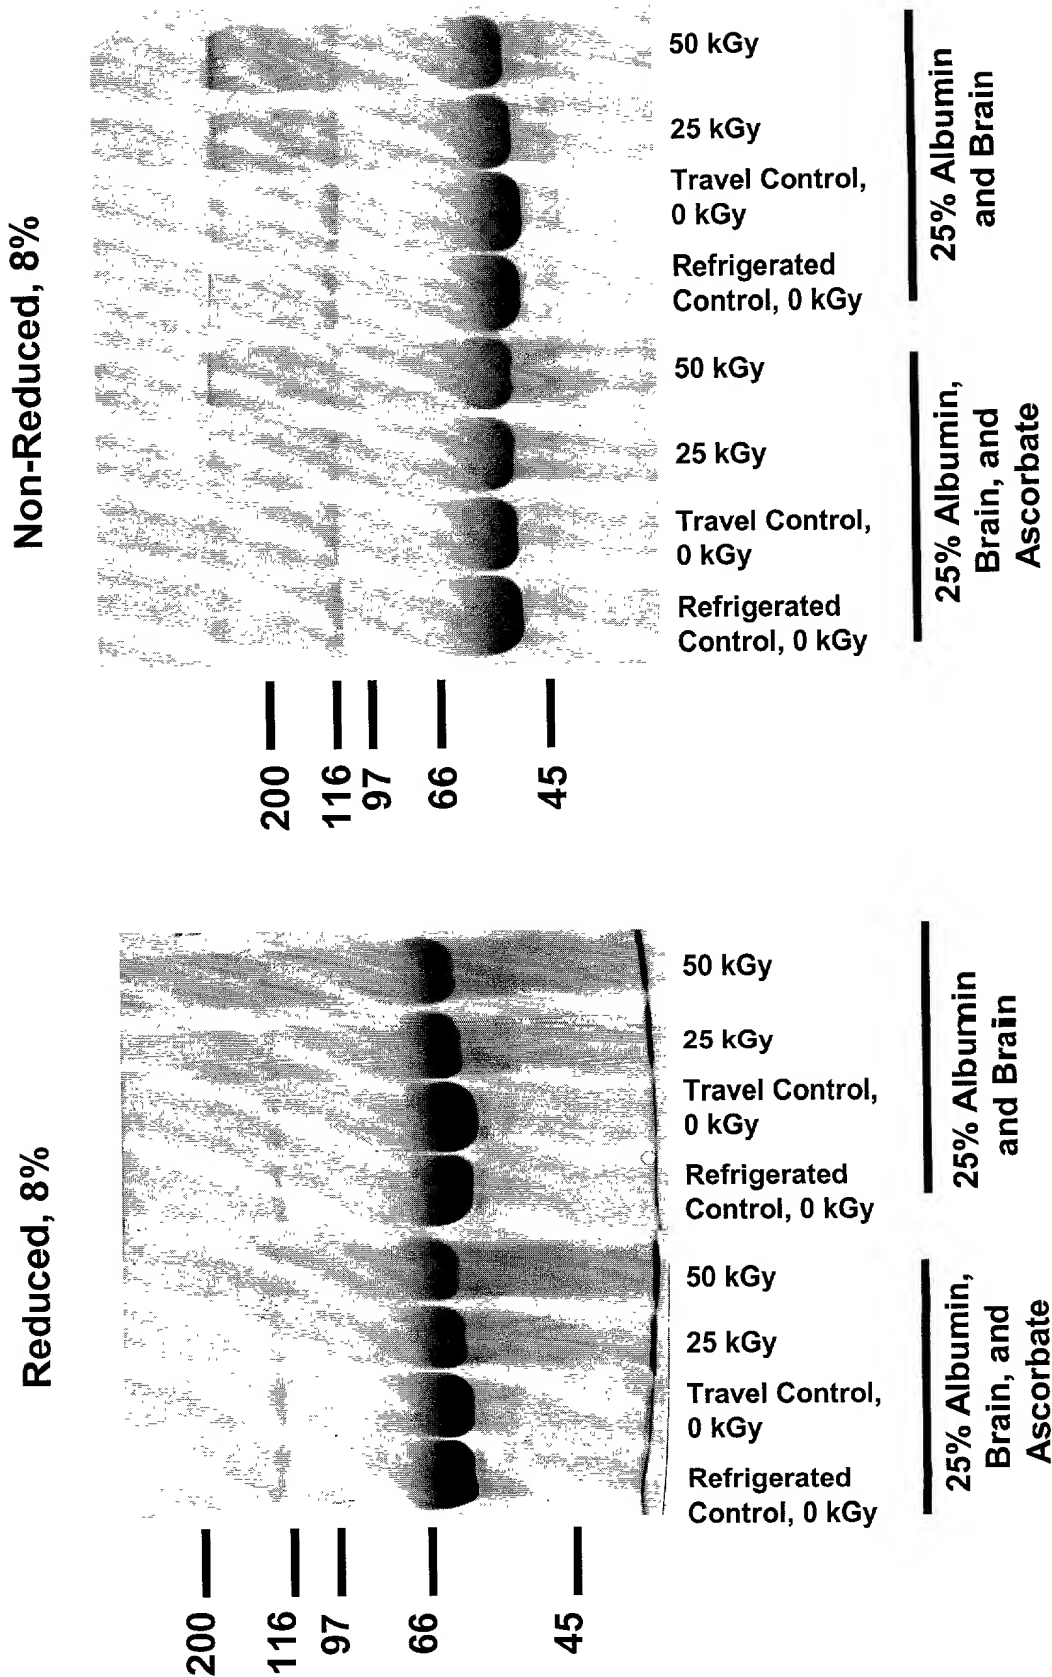 Non-Reduced, 8%
200
116
97
66
45
50 kGy
25 kGy
Travel Control,
0 kGy
Refrigerated
Control, 0 kGy
50 kGy
25 kGy
Travel Control,
0 kGy
Refrigerated
Control, 0 kGy
25% Albumin
and Brain
25% Albumin,
Brain, and
Ascorbate
Reduced, 8%
200
116
97
66
45
50 kGy
25 kGy
Travel Control,
0 kGy
Refrigerated
Control, 0 kGy
50 kGy
25 kGy
Travel Control,
0 kGy
Refrigerated
Control, 0 kGy
25% Albumin
and Brain
25% Albumin,
Brain, and
Ascorbate